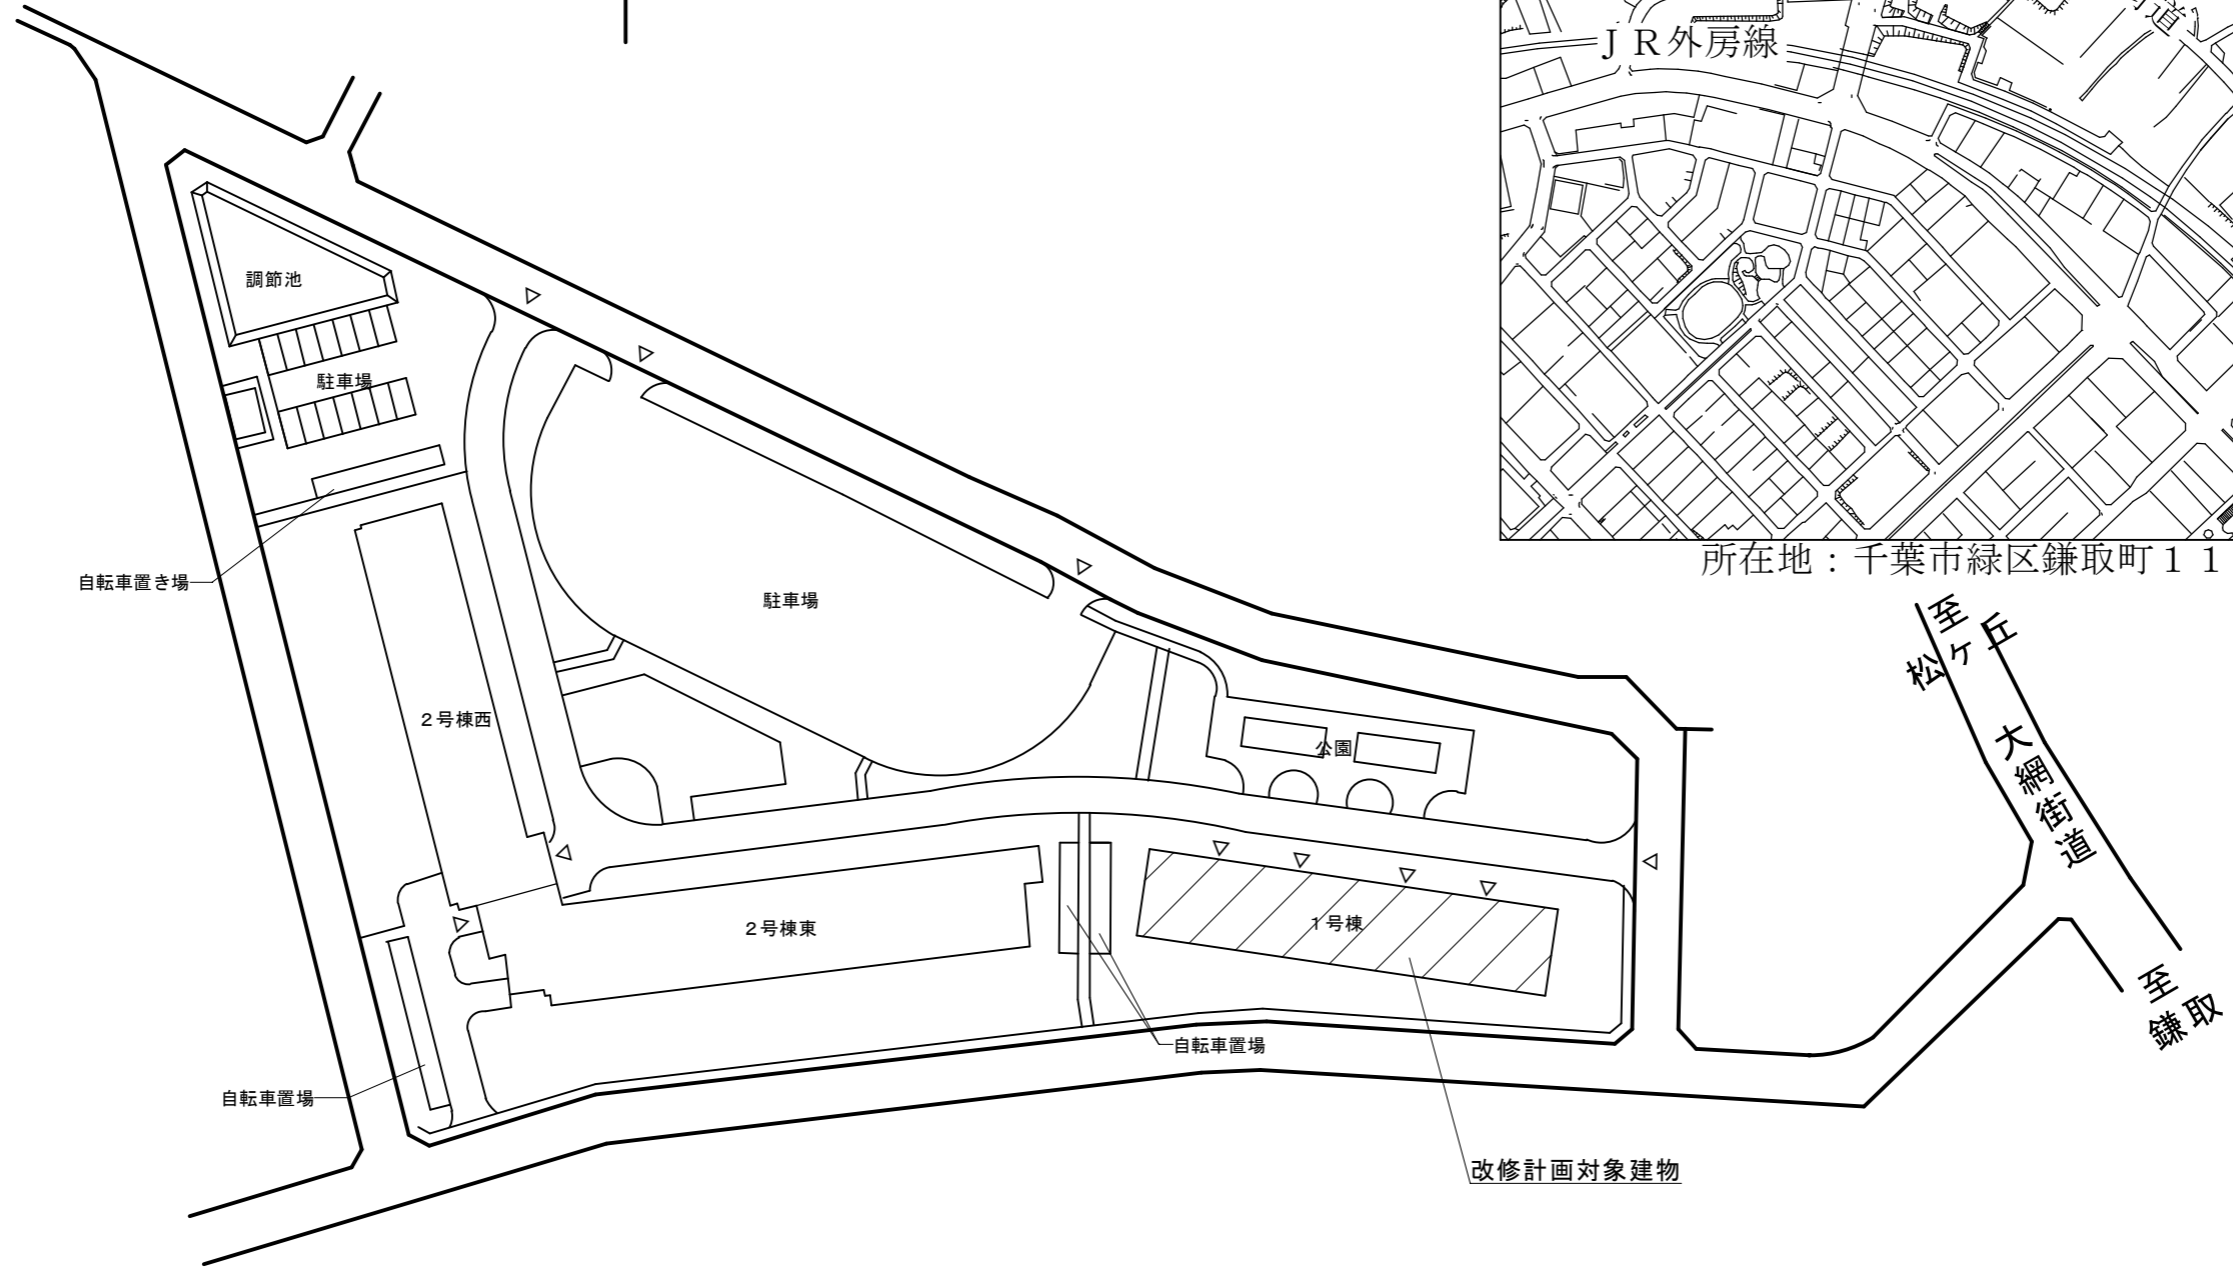 JR外房線
街道
所在地：千葉市緑区鎌取町１１
調節池
駐車場
自転車置き場
駐車場
２号棟西
公園
２号棟東
１号棟
自転車置場
自転車置場
改修計画対象建物
至
松ヶ丘
大網街道
至
鎌取